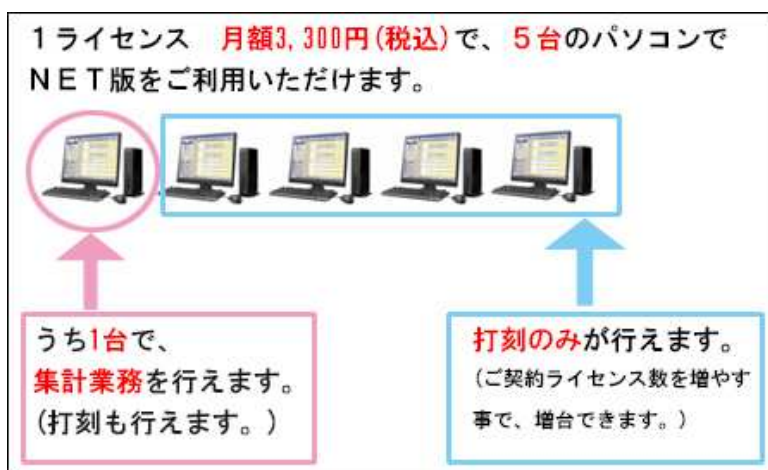 １ライセンス　月額3,300円(税込)で、５台のパソコンで
ＮＥＴ版をご利用いただけます。
うち1台で、
集計業務を行えます。
(打刻も行えます。)
打刻のみが行えます。
(ご契約ライセンス数を増やす
事で、増台できます。)